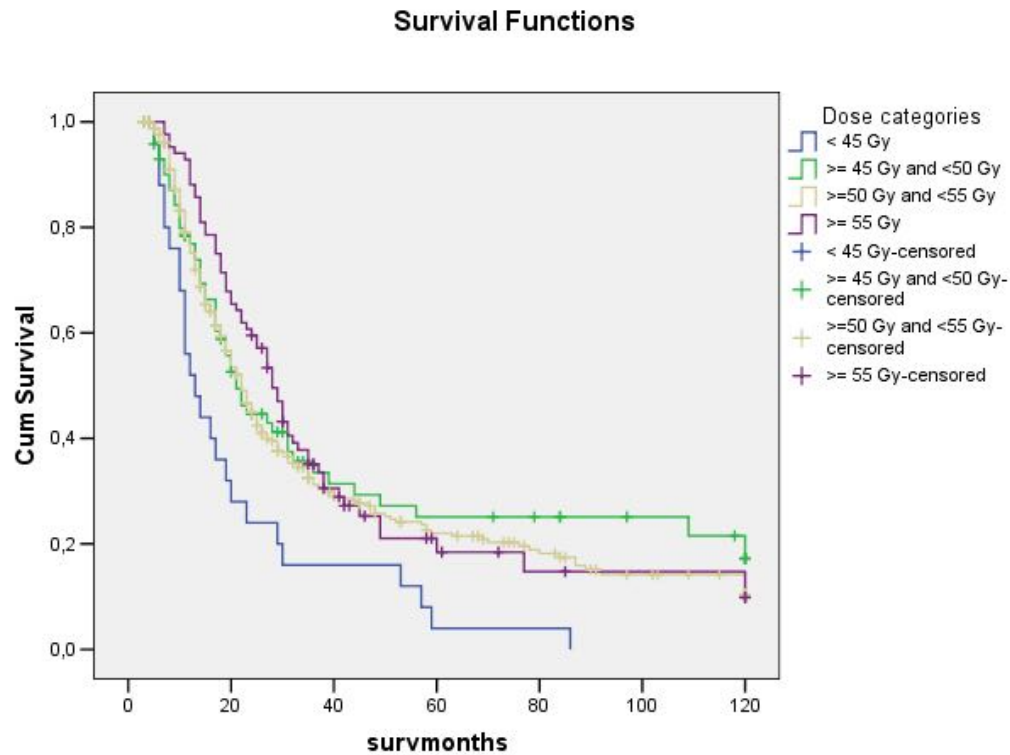 Survival Functions
Cum Survival
1,0
0,8
0,6
0,4
0,2
0,0
0 20 40 60 80 100 120
survmonths
Dose categories
< 45 Gy
>= 45 Gy and <50 Gy
>=50 Gy and <55 Gy
>= 55 Gy
< 45 Gy-censored
>= 45 Gy and <50 Gy-
censored
>=50 Gy and <55 Gy-
censored
>= 55 Gy-censored